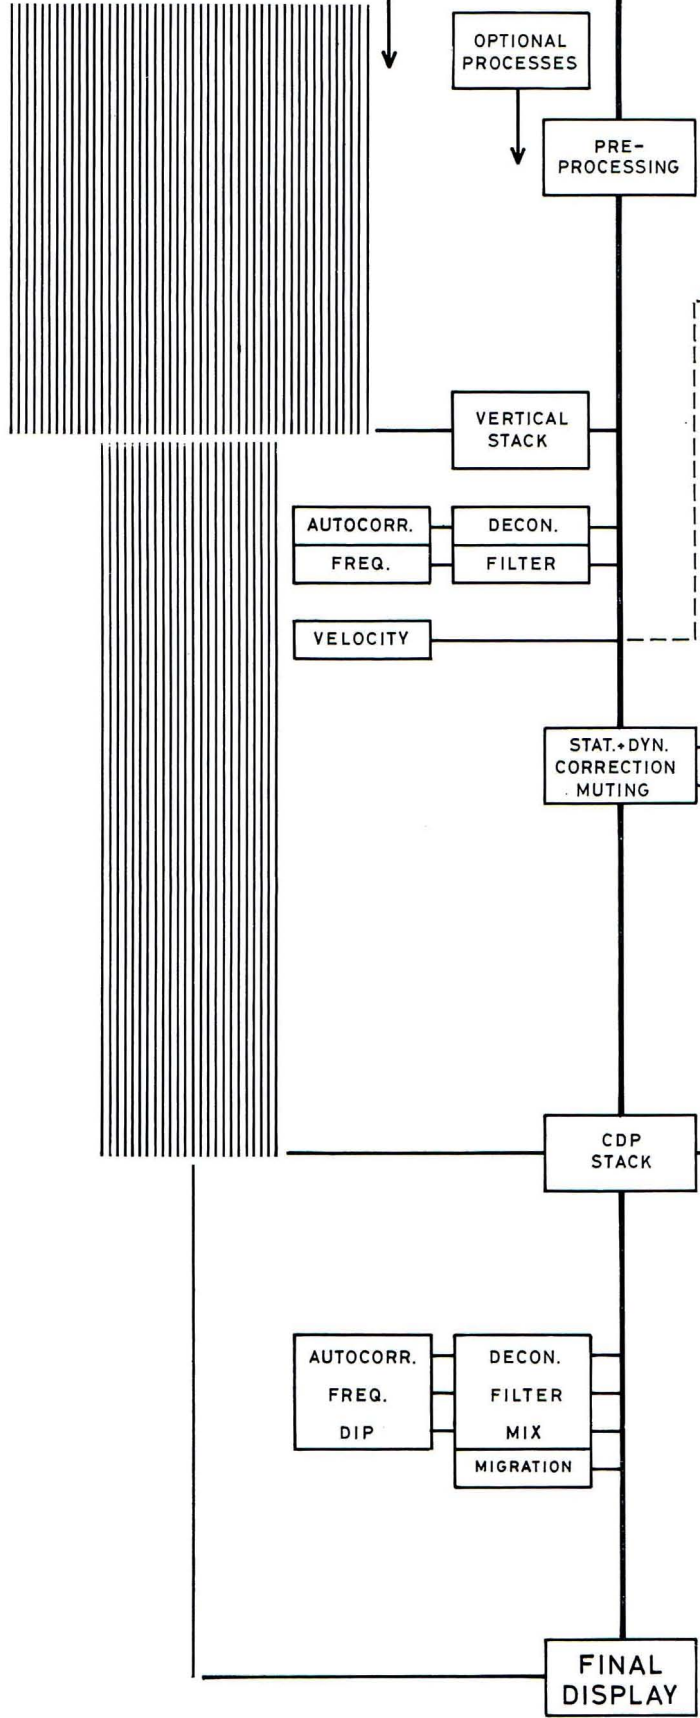 OPTIONAL
PROCESSES
PRE-
PROCESSING
VERTICAL
STACK
AUTOCORR. DECON.
FREQ. FILTER
VELOCITY
STAT.+DYN.
CORRECTION
MUTING
CDP
STACK
AUTOCORR. DECON.
FREQ. FILTER
DIP MIX
MIGRATION
FINAL
DISPLAY